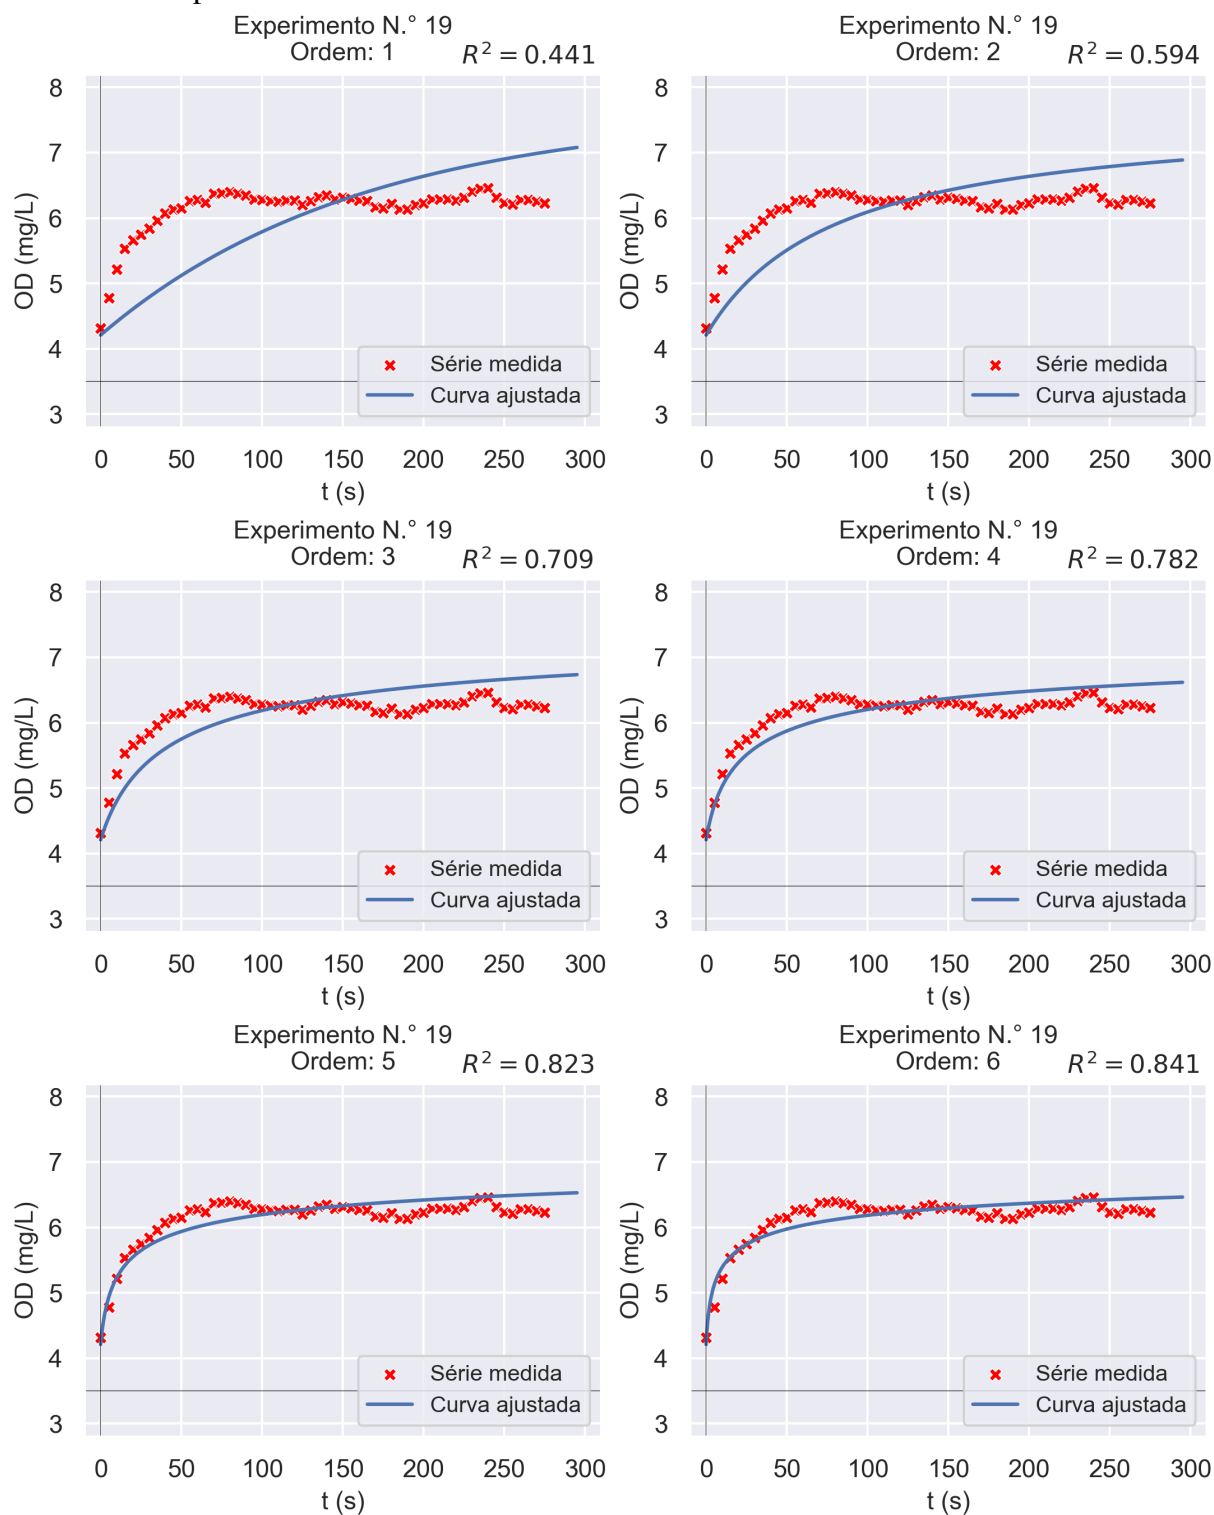 Experimento N.° 19
Ordem: 1 R² = 0.441
8
7
6
5
4
3
OD (mg/L)
Série medida
Curva ajustada
0 50 100 150 200 250 300
t (s)
Experimento N.° 19
Ordem: 2 R² = 0.594
8
7
6
5
4
3
OD (mg/L)
Série medida
Curva ajustada
0 50 100 150 200 250 300
t (s)
Experimento N.° 19
Ordem: 3 R² = 0.709
8
7
6
5
4
3
OD (mg/L)
Série medida
Curva ajustada
0 50 100 150 200 250 300
t (s)
Experimento N.° 19
Ordem: 4 R² = 0.782
8
7
6
5
4
3
OD (mg/L)
Série medida
Curva ajustada
0 50 100 150 200 250 300
t (s)
Experimento N.° 19
Ordem: 5 R² = 0.823
8
7
6
5
4
3
OD (mg/L)
Série medida
Curva ajustada
0 50 100 150 200 250 300
t (s)
Experimento N.° 19
Ordem: 6 R² = 0.841
8
7
6
5
4
3
OD (mg/L)
Série medida
Curva ajustada
0 50 100 150 200 250 300
t (s)